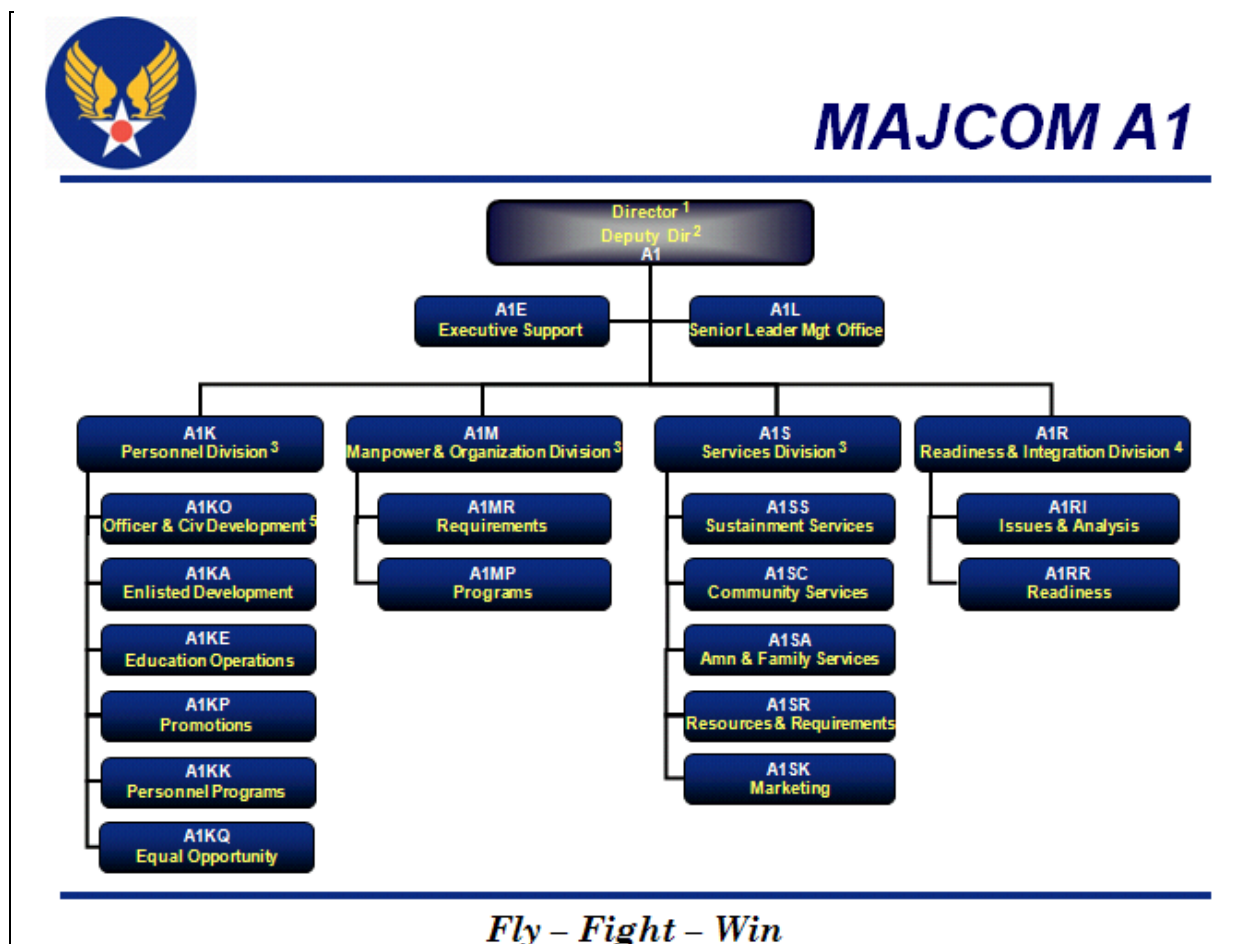 MAJCOM A1
Director 1
Deputy Dir 2
A1
A1E
Executive Support
A1L
Senior Leader Mgt Office
A1K
Personnel Division 3
A1KO
Officer & Civ Development 5
A1KA
Enlisted Development
A1KE
Education Operations
A1KP
Promotions
A1KK
Personnel Programs
A1KQ
Equal Opportunity
A1M
Manpower & Organization Division 3
A1MR
Requirements
A1MP
Programs
A1S
Services Division 3
A1SS
Sustainment Services
A1SC
Community Services
A1SA
Amn & Family Services
A1SR
Resources & Requirements
A1SK
Marketing
A1R
Readiness & Integration Division 4
A1RI
Issues & Analysis
A1RR
Readiness
Fly – Fight – Win